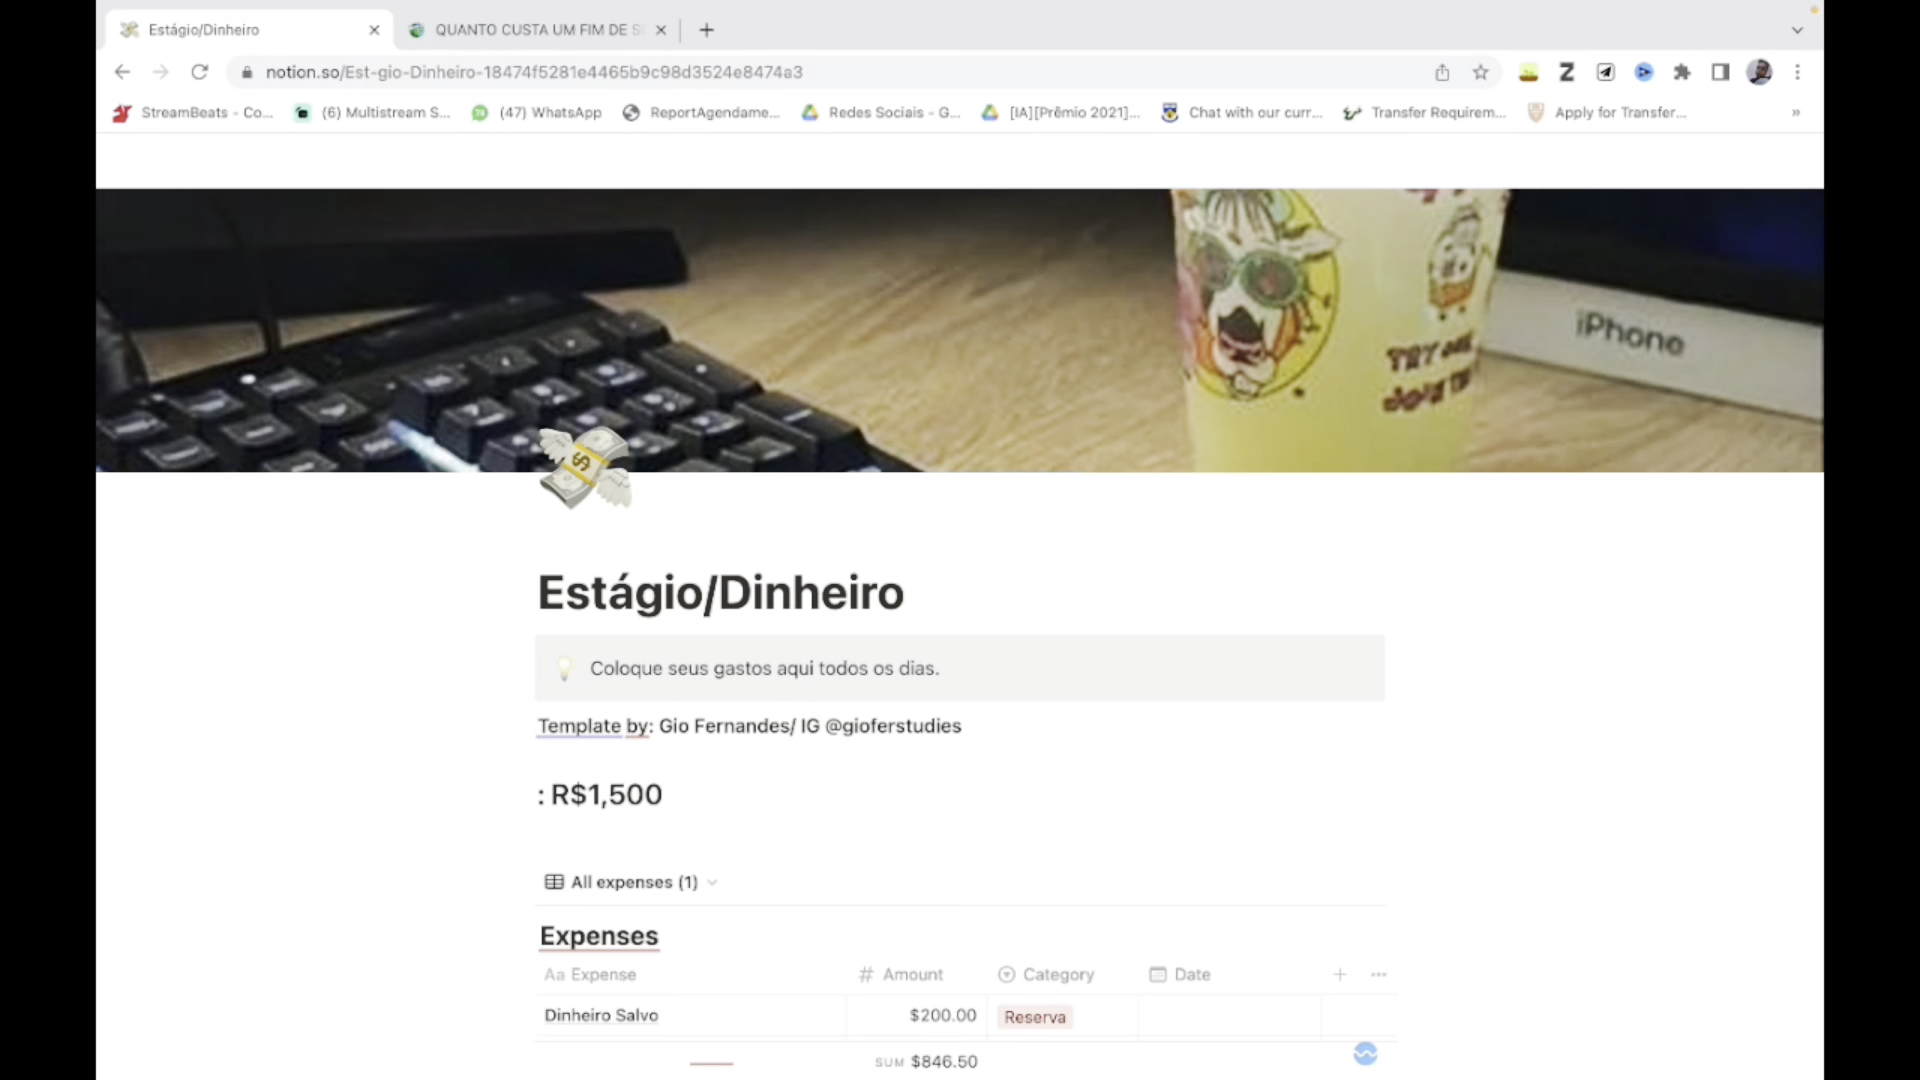 Estágio/Dinheiro
QUANTO CUSTA UM FIM DE S
notion.so/Est-gio-Dinheiro-18474f5281e4465b9c98d3524e8474a3
StreamBeats - Co... (6) Multistream S... (47) WhatsApp ReportAgendame... Redes Sociais - G... [IA][Prêmio 2021]... Chat with our curr... Transfer Requirem... Apply for Transfer... »
iPhone
TRY ME
Estágio/Dinheiro
Coloque seus gastos aqui todos os dias.
Template by: Gio Fernandes/ IG @gioferstudies
: R$1,500
All expenses (1)
Expenses
Aa Expense # Amount Category Date + ...
Dinheiro Salvo $200.00 Reserva
SUM $846.50